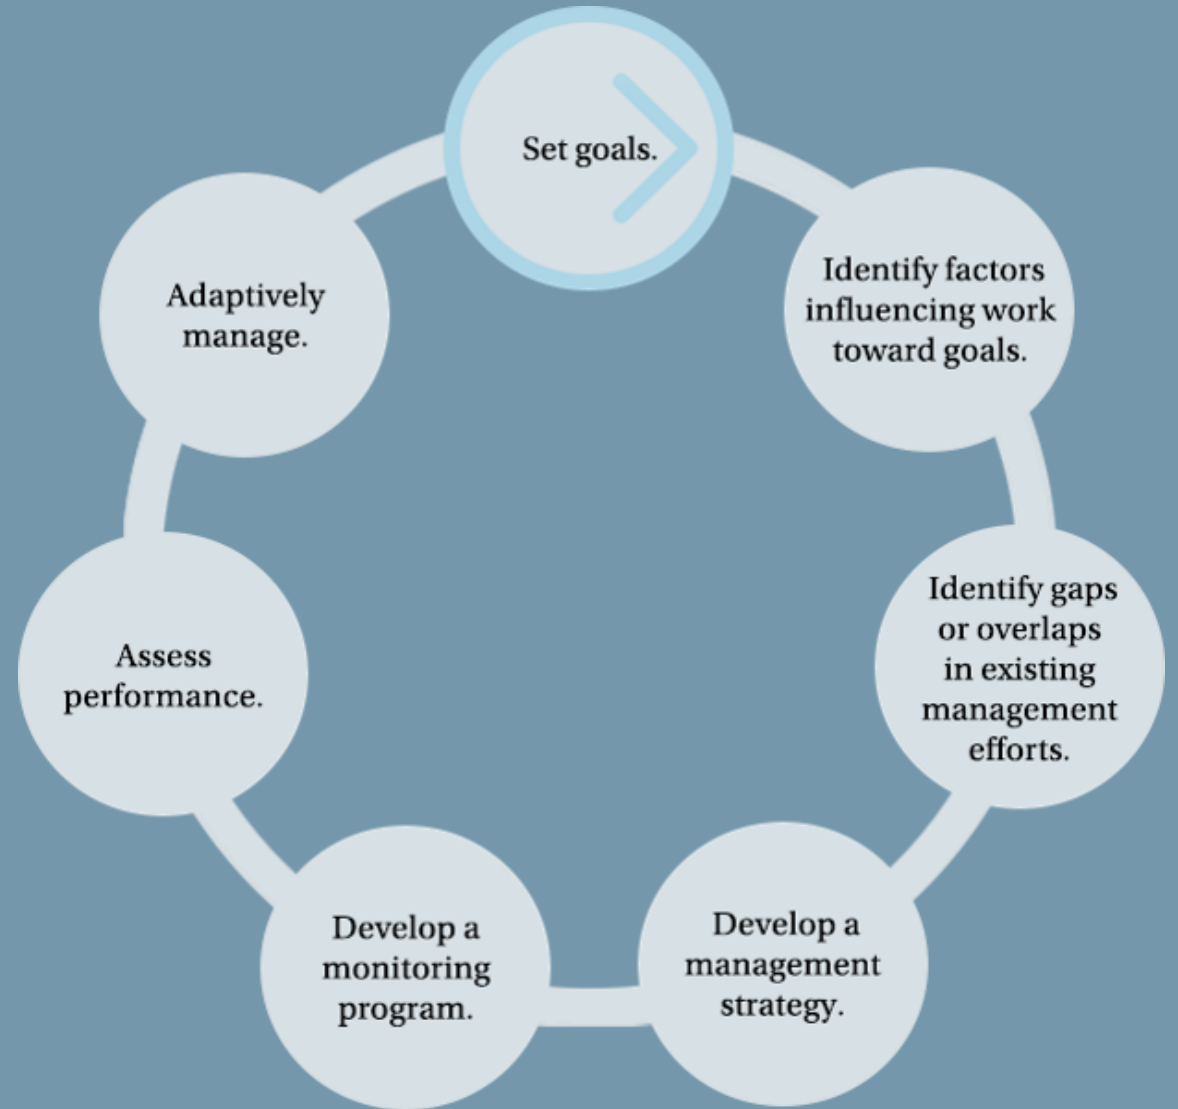 Set goals.
Identify factors
influencing work
toward goals.
Identify gaps
or overlaps
in existing
management
efforts.
Develop a
management
strategy.
Develop a
monitoring
program.
Assess
performance.
Adaptively
manage.